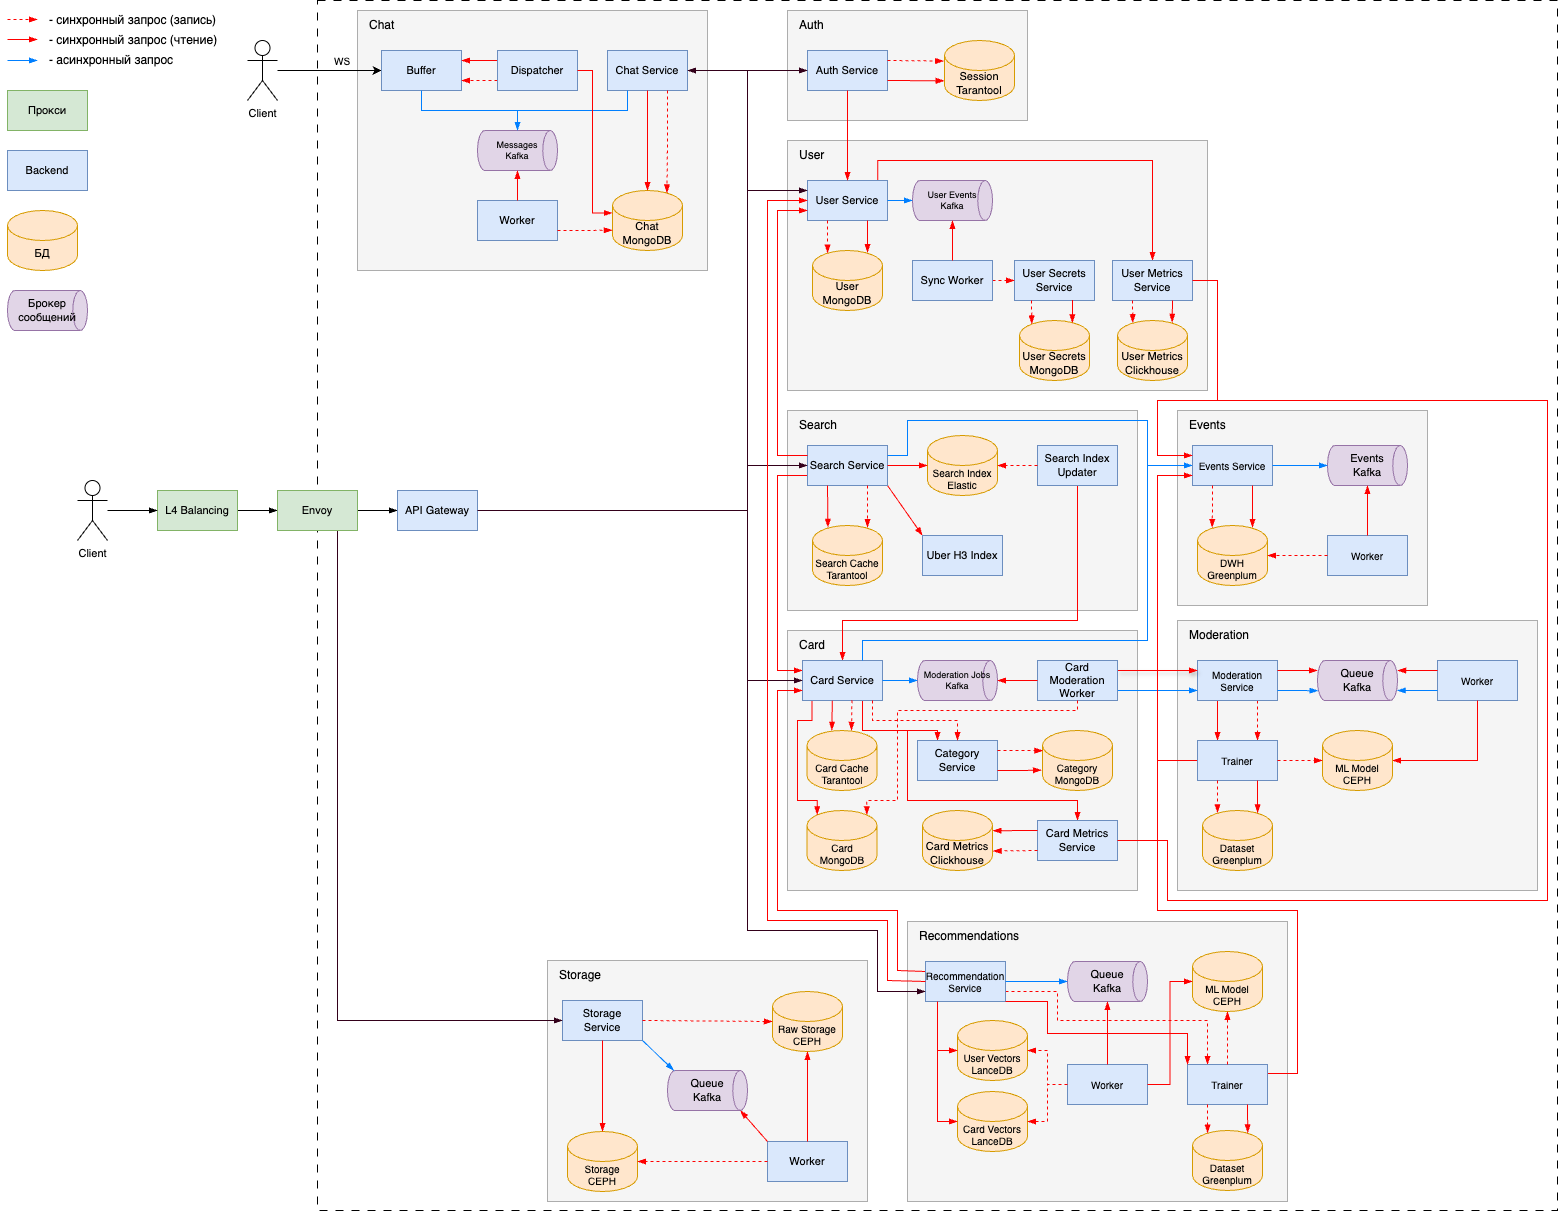 - синхронный запрос (запись)
- синхронный запрос (чтение)
- асинхронный запрос
Прокси
Backend
БД
Брокер
сообщений
Client
WS
Chat
Buffer
Dispatcher
Chat Service
Messages
Kafka
Worker
Chat
MongoDB
Auth
Auth Service
Session
Tarantool
User
User Service
User Events
Kafka
User
MongoDB
Sync Worker
User Secrets
Service
User Metrics
Service
User Secrets
MongoDB
User Metrics
Clickhouse
Search
Search Service
Search Index
Elastic
Search Index
Updater
Search Cache
Tarantool
Uber H3 Index
Events
Events Service
Events
Kafka
DWH
Greenplum
Worker
Client
L4 Balancing
Envoy
API Gateway
Card
Card Service
Moderation Jobs
Kafka
Card
Moderation
Worker
Card Cache
Tarantool
Category
Service
Category
MongoDB
Card
MongoDB
Card Metrics
Clickhouse
Card Metrics
Service
Moderation
Moderation
Service
Queue
Kafka
Worker
Trainer
ML Model
CEPH
Dataset
Greenplum
Storage
Storage
Service
Raw Storage
CEPH
Queue
Kafka
Storage
CEPH
Worker
Recommendations
Recommendation
Service
Queue
Kafka
ML Model
CEPH
User Vectors
LanceDB
Worker
Trainer
Card Vectors
LanceDB
Dataset
Greenplum